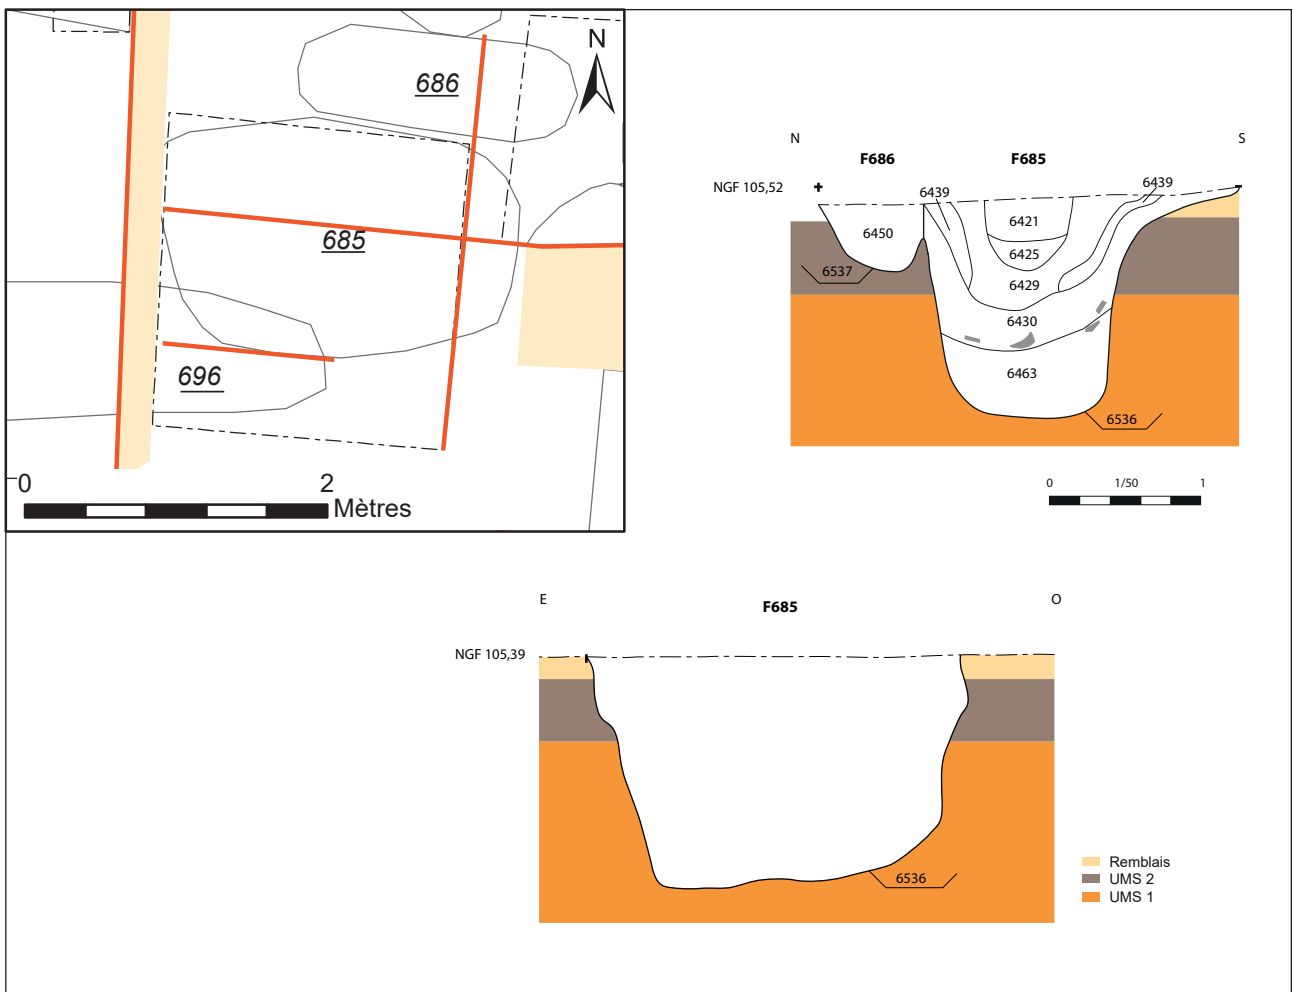 N
686
685
696
0 2
Mètres
N S
F686 F685
NGF 105,52
6439 6439
6421
6450
6425
6537
6429
6430
6463
6536
0 1/50 1
E O
F685
NGF 105,39
6536
Remblais
UMS 2
UMS 1